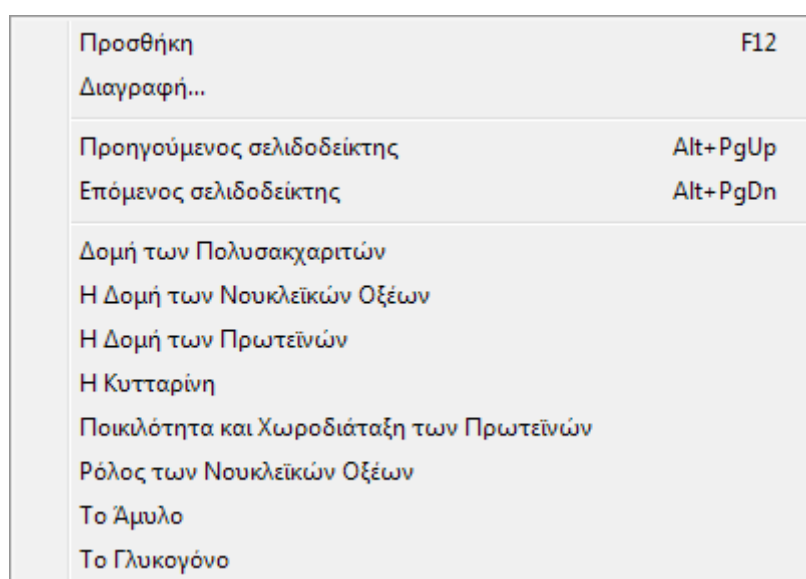 Προσθήκη F12
Διαγραφή...
Προηγούμενος σελιδοδείκτης Alt+PgUp
Επόμενος σελιδοδείκτης Alt+PgDn
Δομή των Πολυσακχαριτών
Η Δομή των Νουκλεϊκών Οξέων
Η Δομή των Πρωτεϊνών
Η Κυτταρίνη
Ποικιλότητα και Χωροδιάταξη των Πρωτεϊνών
Ρόλος των Νουκλεϊκών Οξέων
Το Άμυλο
Το Γλυκογόνο